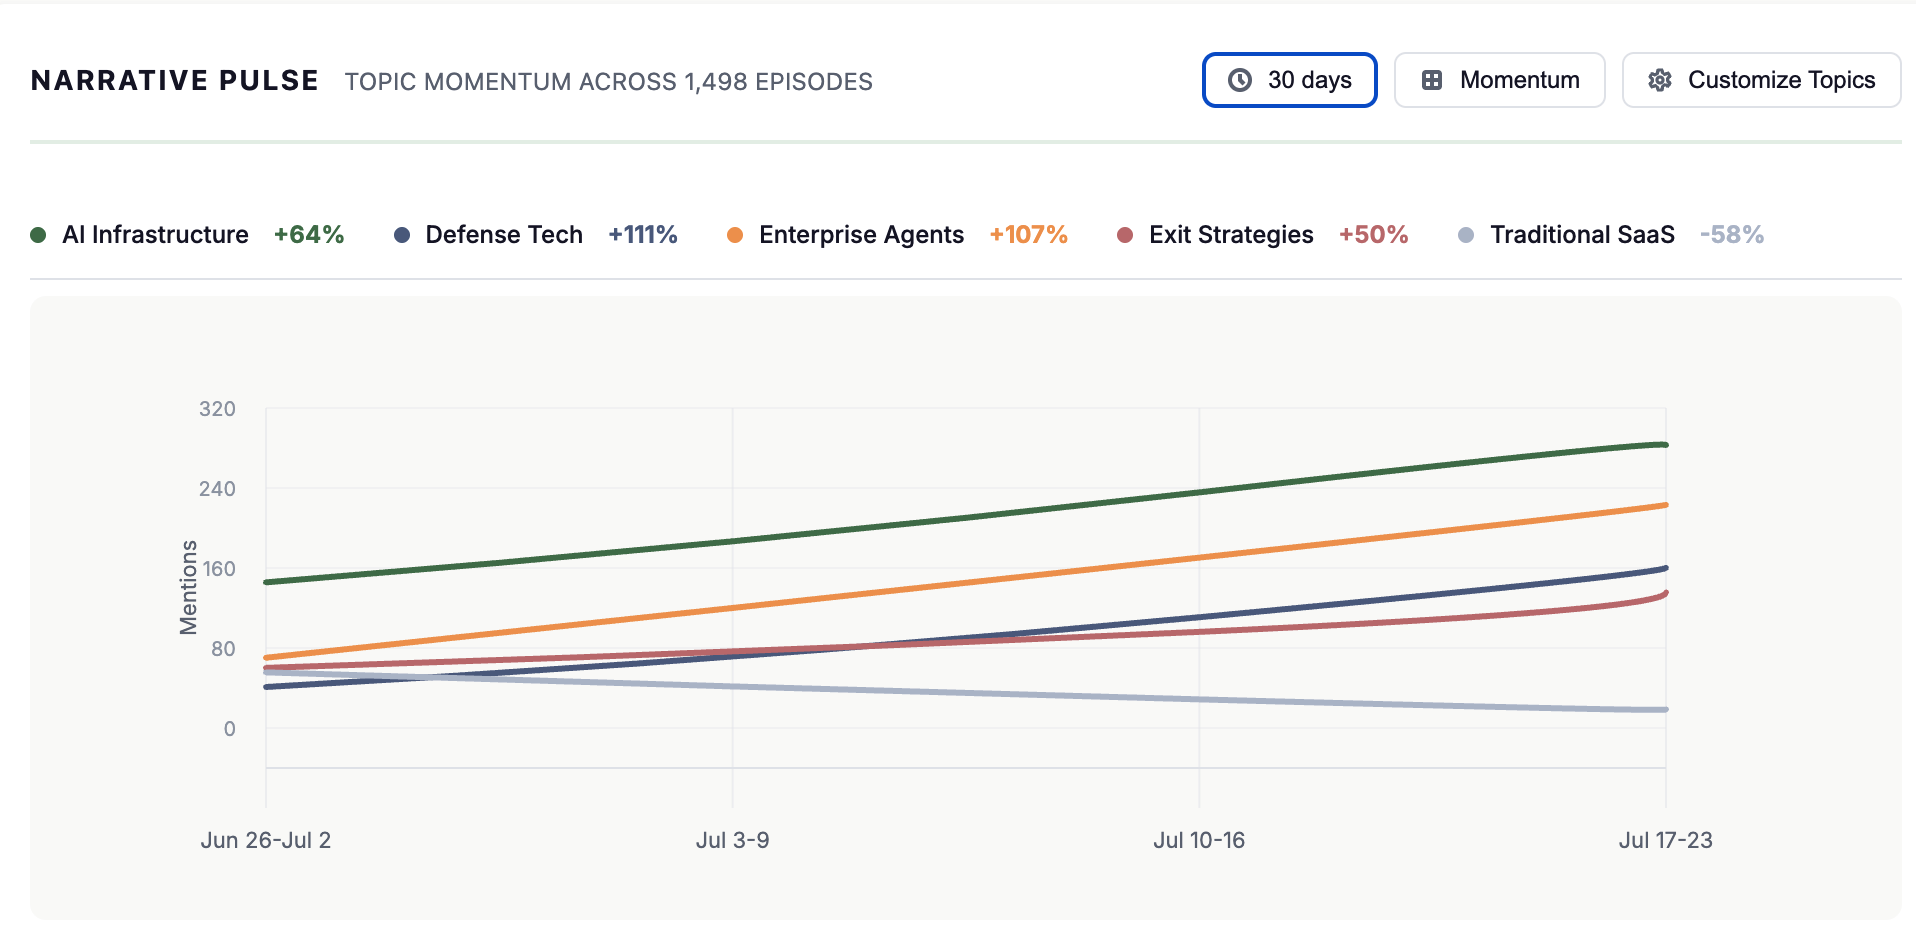 NARRATIVE PULSE TOPIC MOMENTUM ACROSS 1,498 EPISODES 30 days Momentum Customize Topics
AI Infrastructure +64% Defense Tech +111% Enterprise Agents +107% Exit Strategies +50% Traditional SaaS -58%
320
240
160
80
0
Mentions
Jun 26-Jul 2 Jul 3-9 Jul 10-16 Jul 17-23